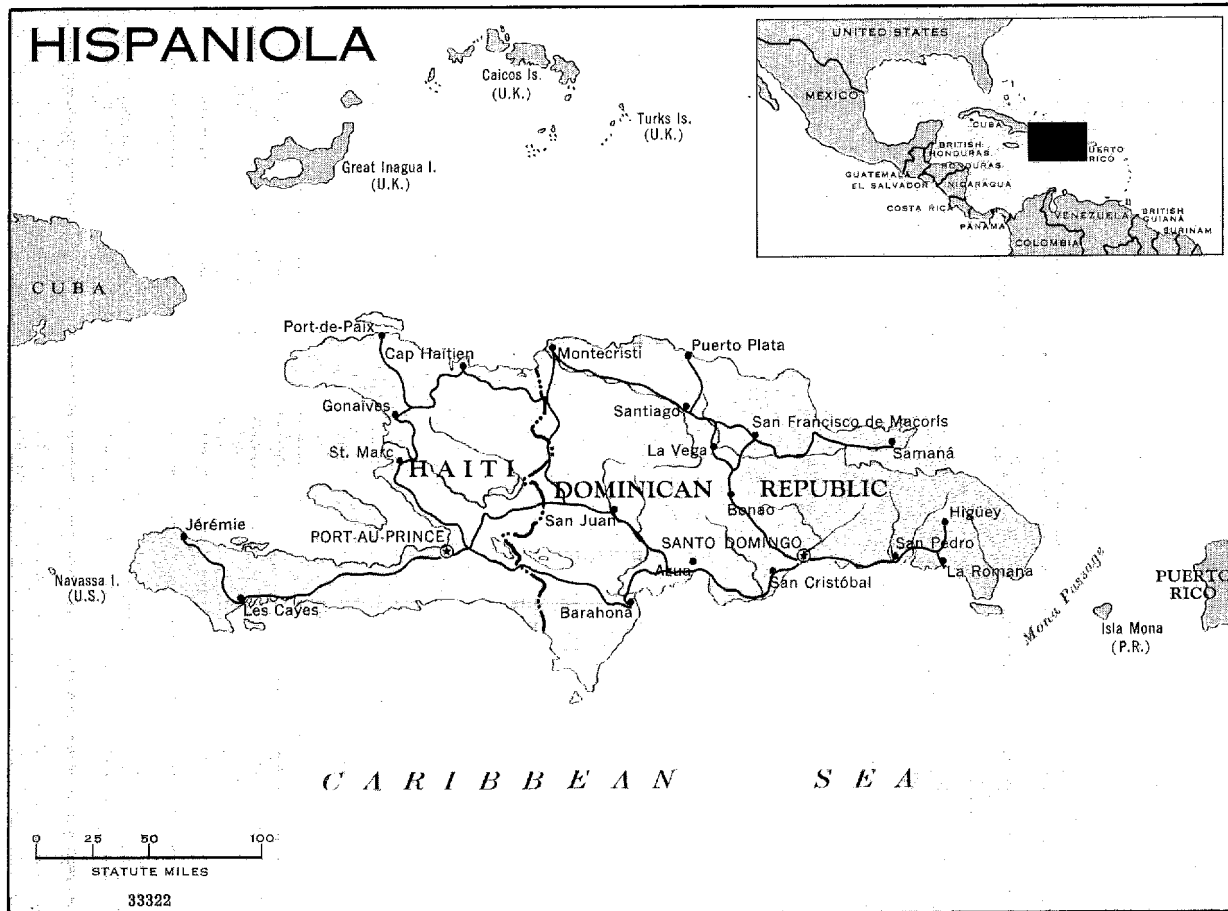 HISPANIOLA
Caicos Is.
(U.K.)
Turks Is.
(U.K.)
Great Inagua I.
(U.K.)
UNITED STATES
MEXICO
CUBA
BRITISH
HONDURAS
HONDURAS
GUATEMALA
EL SALVADOR
NICARAGUA
COSTA RICA
PANAMA
UERTO
RICO
VENEZUELA
BRITISH
GUIANA
SURINAM
COLOMBIA
CUBA
Port-de-Paix
Cap Haïtien
Montecristi
Puerto Plata
Gonaïves
Santiago
San Francisco de Macorís
St. Marc
La Vega
Samaná
HAITI
DOMINICAN REPUBLIC
Bonao
Jérémie
San Juan
Higüey
PORT-AU-PRINCE
SANTO DOMINGO
San Pedro
Navassa I.
(U.S.)
Azua
San Cristóbal
La Romana
Mona Passage
PUERTO
RICO
Les Cayes
Barahona
Isla Mona
(P.R.)
CARIBBEAN SEA
0 25 50 100
STATUTE MILES
33322